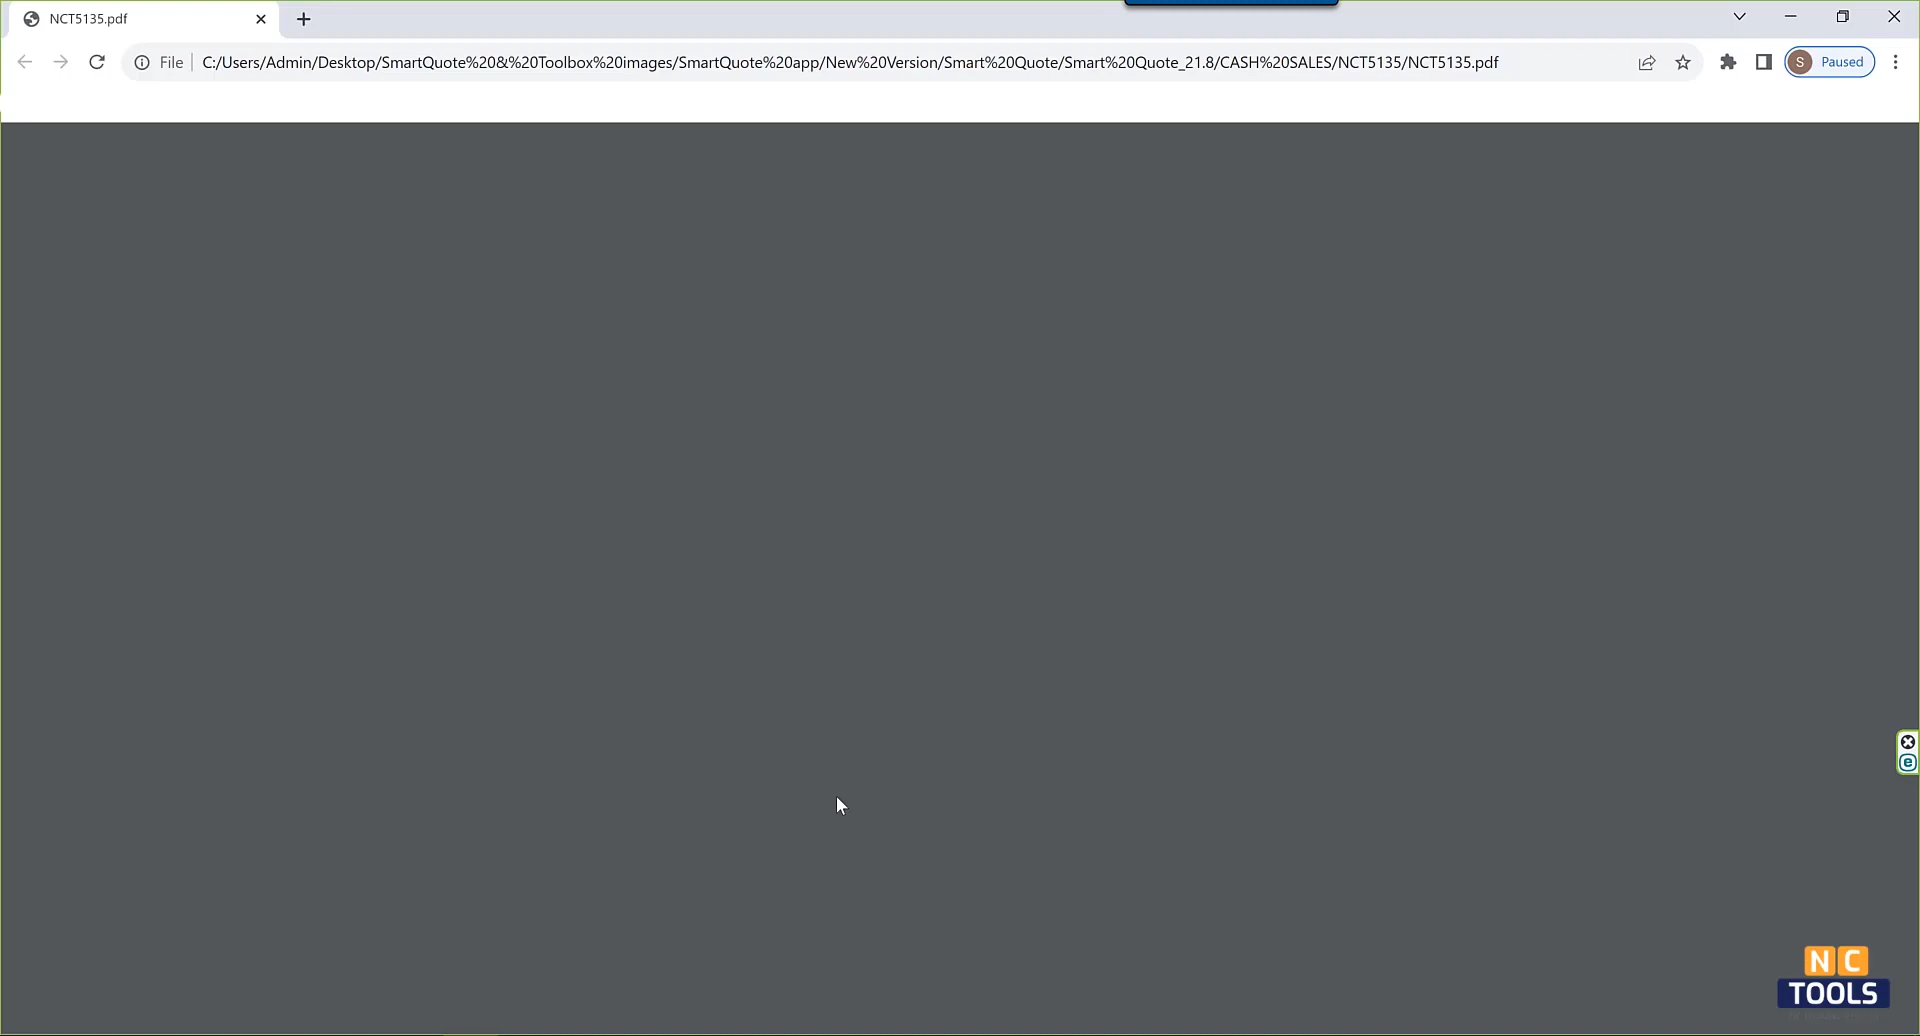 NCT5135.pdf
File
C:/Users/Admin/Desktop/SmartQuote%20&%20Toolbox%20images/SmartQuote%20app/New%20Version/Smart%20Quote/Smart%20Quote_21.8/CASH%20SALES/NCT5135/NCT5135.pdf
S Paused
e
NC
TOOLS